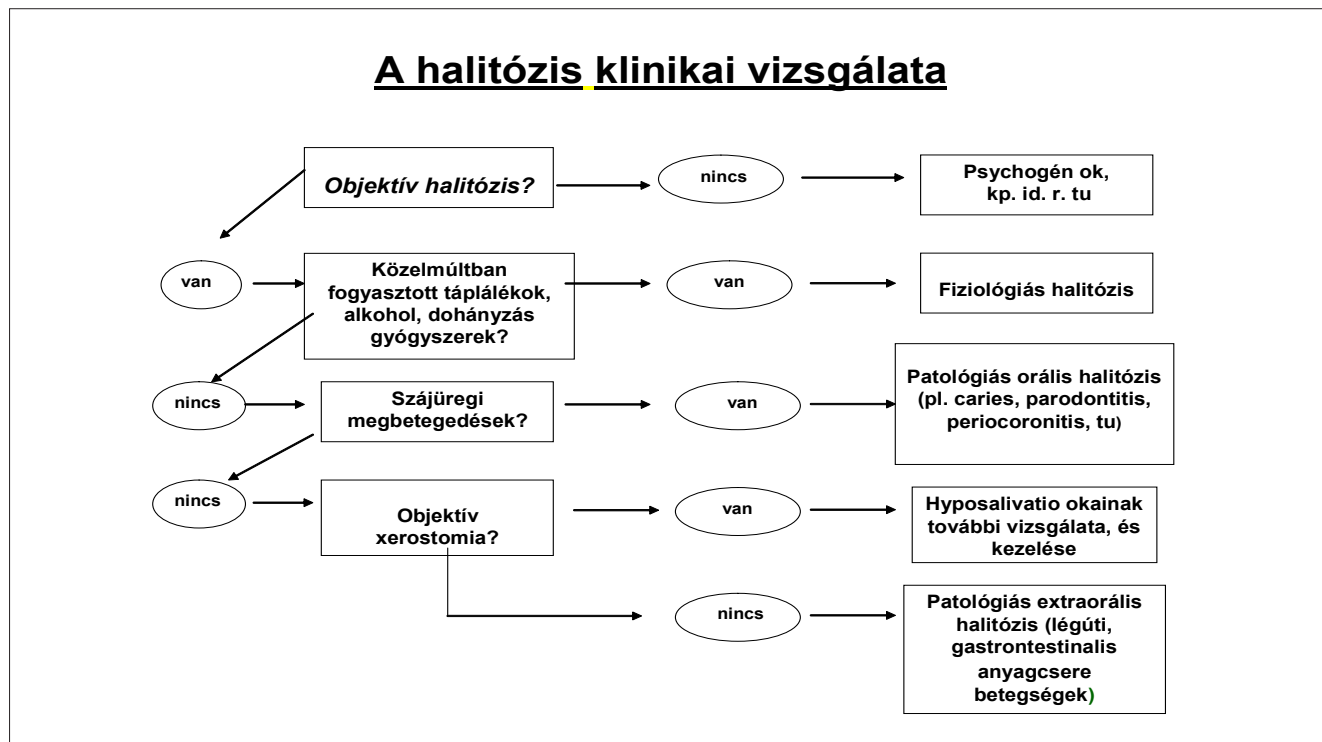 A halitózis klinikai vizsgálata
Objektív halitózis?
nincs
Psychogén ok,
kp. id. r. tu
van
Közelmúltban
fogyasztott táplálékok,
alkohol, dohányzás
gyógyszerek?
van
Fiziológiás halitózis
nincs
Szájüregi
megbetegedések?
van
Patológiás orális halitózis
(pl. caries, parodontitis,
periocoronitis, tu)
nincs
Objektív
xerostomia?
van
Hyposalivatio okainak
további vizsgálata, és
kezelése
nincs
Patológiás extraorális
halitózis (légúti,
gastrontestinalis
anyagcsere
betegségek)